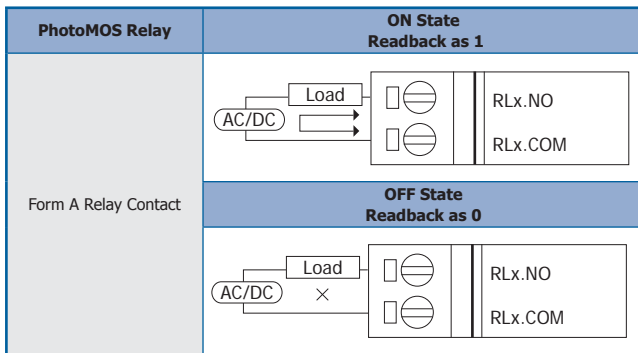 PhotoMOS Relay
ON State
Readback as 1
Load
AC/DC
RLx.NO
RLx.COM
Form A Relay Contact
OFF State
Readback as 0
Load
AC/DC
RLx.NO
RLx.COM